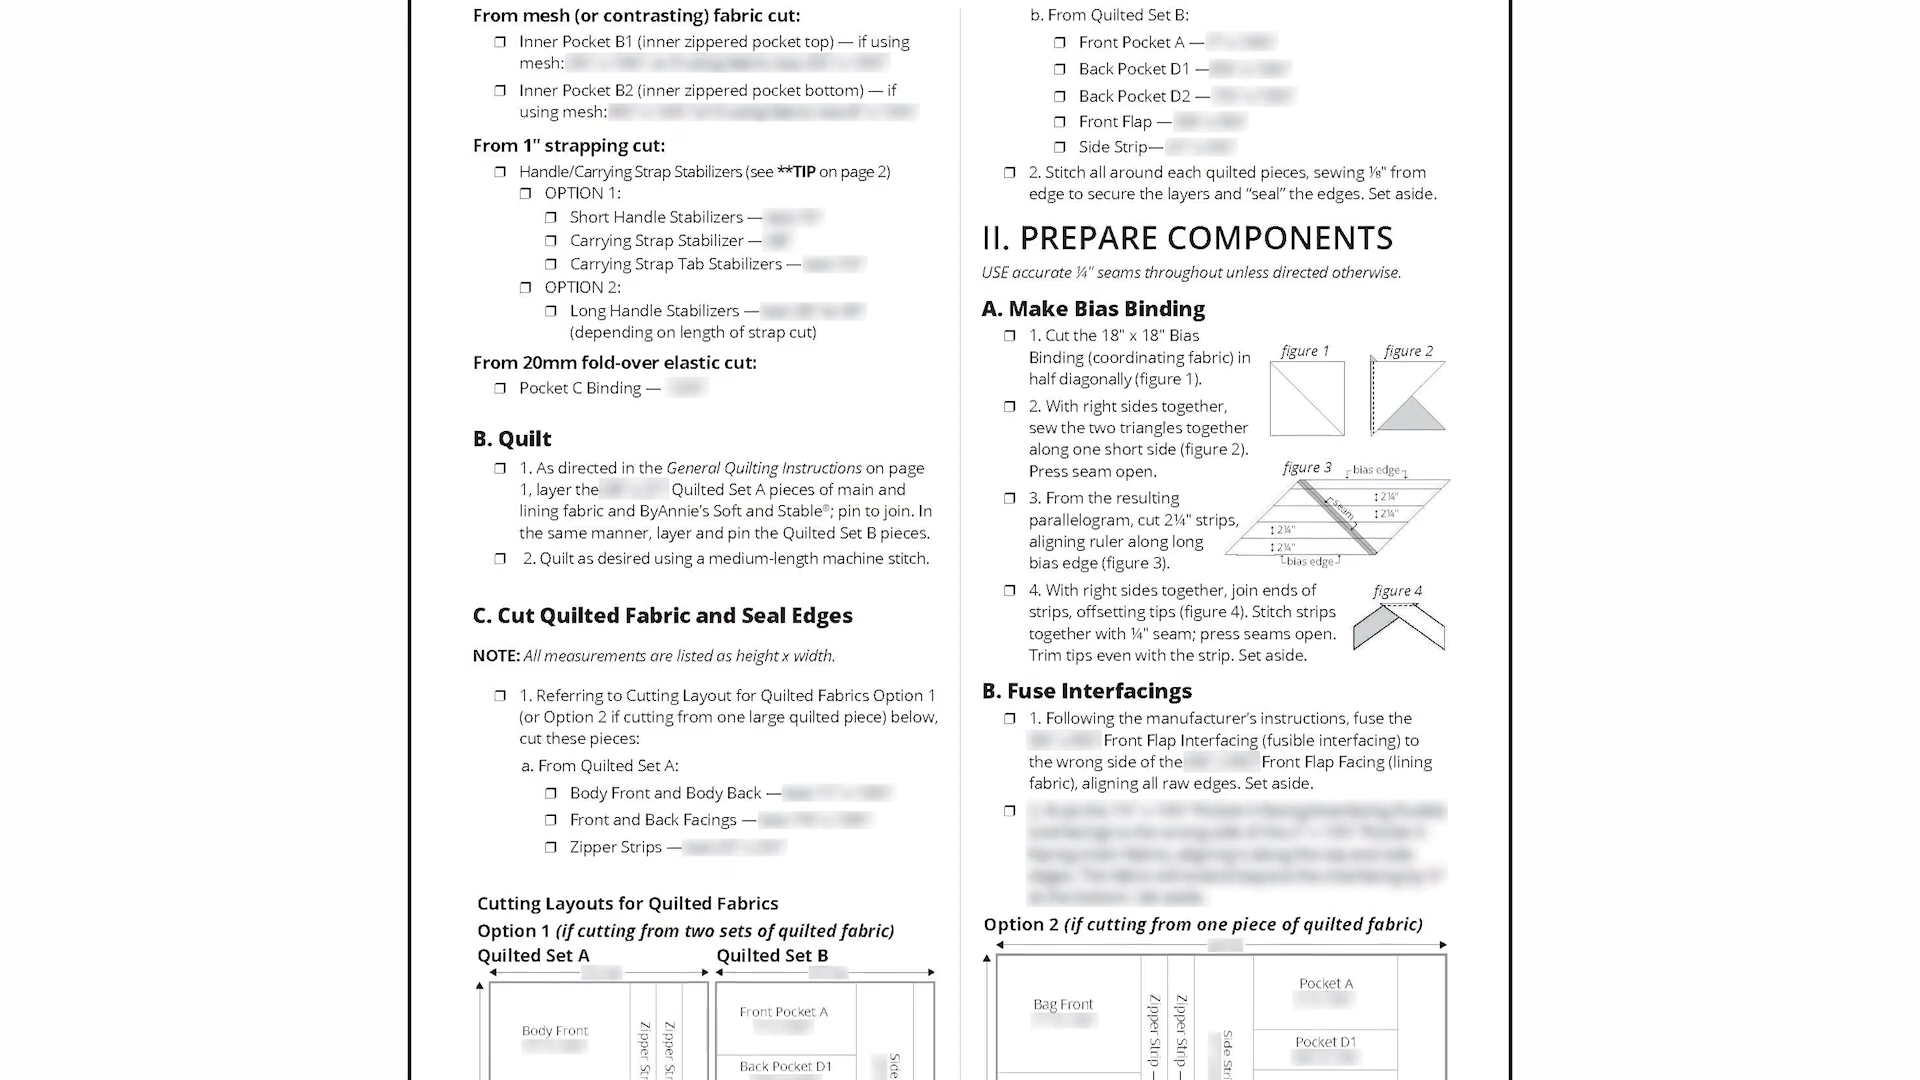 From mesh (or contrasting) fabric cut:
❒ Inner Pocket B1 (inner zippered pocket top) — if using
mesh:
❒ Inner Pocket B2 (inner zippered pocket bottom) — if
using mesh:
From 1" strapping cut:
❒ Handle/Carrying Strap Stabilizers (see **TIP on page 2)
❒ OPTION 1:
❒ Short Handle Stabilizers —
❒ Carrying Strap Stabilizer —
❒ Carrying Strap Tab Stabilizers —
❒ OPTION 2:
❒ Long Handle Stabilizers —
(depending on length of strap cut)
From 20mm fold-over elastic cut:
❒ Pocket C Binding —
B. Quilt
❒ 1. As directed in the General Quilting Instructions on page
1, layer the Quilted Set A pieces of main and
lining fabric and ByAnnie's Soft and Stable®; pin to join. In
the same manner, layer and pin the Quilted Set B pieces.
❒ 2. Quilt as desired using a medium-length machine stitch.
C. Cut Quilted Fabric and Seal Edges
NOTE: All measurements are listed as height x width.
❒ 1. Referring to Cutting Layout for Quilted Fabrics Option 1
(or Option 2 if cutting from one large quilted piece) below,
cut these pieces:
a. From Quilted Set A:
❒ Body Front and Body Back —
❒ Front and Back Facings —
❒ Zipper Strips —
Cutting Layouts for Quilted Fabrics
Option 1 (if cutting from two sets of quilted fabric)
Quilted Set A
Quilted Set B
Body Front
Zipper Str
Zipper Str
Front Pocket A
Back Pocket D1
Side
b. From Quilted Set B:
❒ Front Pocket A —
❒ Back Pocket D1 —
❒ Back Pocket D2 —
❒ Front Flap —
❒ Side Strip—
❒ 2. Stitch all around each quilted pieces, sewing ⅛" from
edge to secure the layers and “seal” the edges. Set aside.
II. PREPARE COMPONENTS
USE accurate ¼" seams throughout unless directed otherwise.
A. Make Bias Binding
❒ 1. Cut the 18" x 18" Bias
Binding (coordinating fabric) in
half diagonally (figure 1).
figure 1
figure 2
❒ 2. With right sides together,
sew the two triangles together
along one short side (figure 2).
Press seam open.
❒ 3. From the resulting
parallelogram, cut 2¼" strips,
aligning ruler along long
bias edge (figure 3).
figure 3
bias edge
2¼"
2¼"
seam
2¼"
2¼"
bias edge
❒ 4. With right sides together, join ends of
strips, offsetting tips (figure 4). Stitch strips
together with ¼" seam; press seams open.
Trim tips even with the strip. Set aside.
figure 4
B. Fuse Interfacings
❒ 1. Following the manufacturer's instructions, fuse the
Front Flap Interfacing (fusible interfacing) to
the wrong side of the Front Flap Facing (lining
fabric), aligning all raw edges. Set aside.
❒
Option 2 (if cutting from one piece of quilted fabric)
Bag Front
Zipper Strip —
Zipper Strip —
Side Stri
Pocket A
Pocket D1